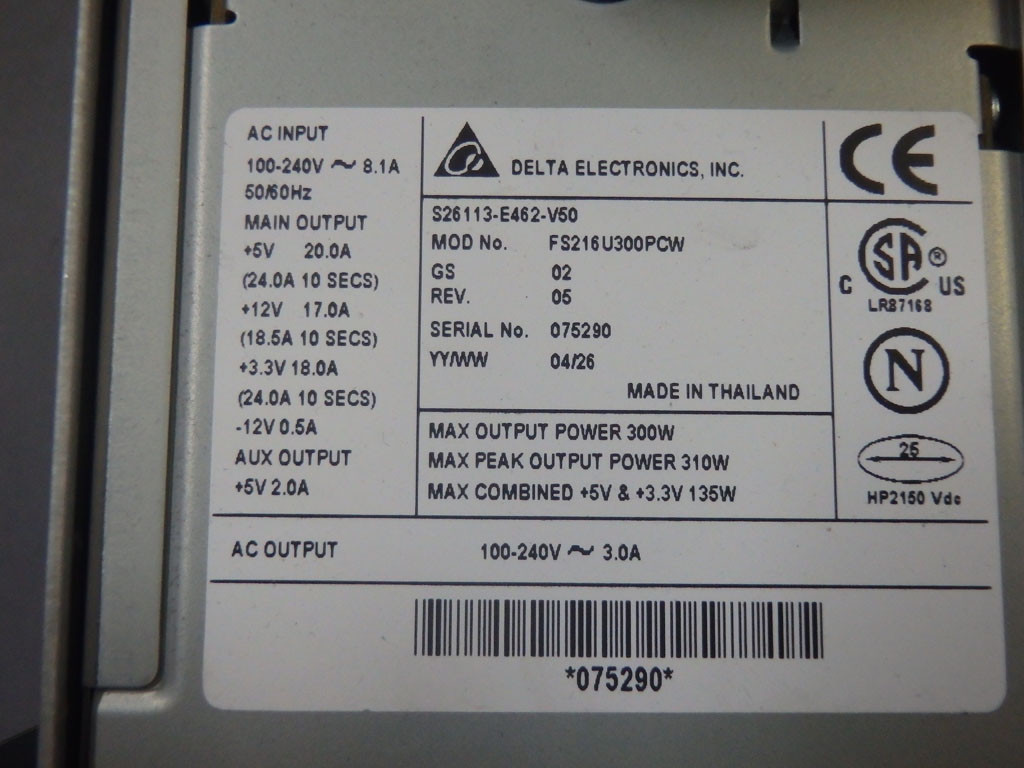 AC INPUT
100-240V ~ 8.1A
50/60Hz
MAIN OUTPUT
+5V 20.0A
(24.0A 10 SECS)
+12V 17.0A
(18.5A 10 SECS)
+3.3V 18.0A
(24.0A 10 SECS)
-12V 0.5A
AUX OUTPUT
+5V 2.0A
DELTA ELECTRONICS, INC.
S26113-E462-V50
MOD No. FS216U300PCW
GS 02
REV. 05
SERIAL No. 075290
YY/WW 04/26
MADE IN THAILAND
MAX OUTPUT POWER 300W
MAX PEAK OUTPUT POWER 310W
MAX COMBINED +5V & +3.3V 135W
CE
SA ®
C US
LR87168
N
25
HP2150 Vdc
AC OUTPUT 100-240V ~ 3.0A
*075290*